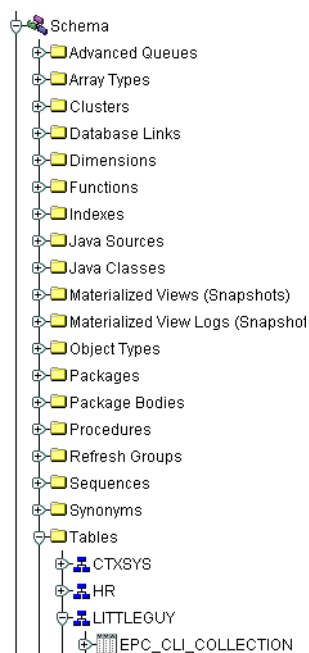 Schema
Advanced Queues
Array Types
Clusters
Database Links
Dimensions
Functions
Indexes
Java Sources
Java Classes
Materialized Views (Snapshots)
Materialized View Logs (Snapshot
Object Types
Packages
Package Bodies
Procedures
Refresh Groups
Sequences
Synonyms
Tables
CTXSYS
HR
LITTLEGUY
EPC_CLI_COLLECTION